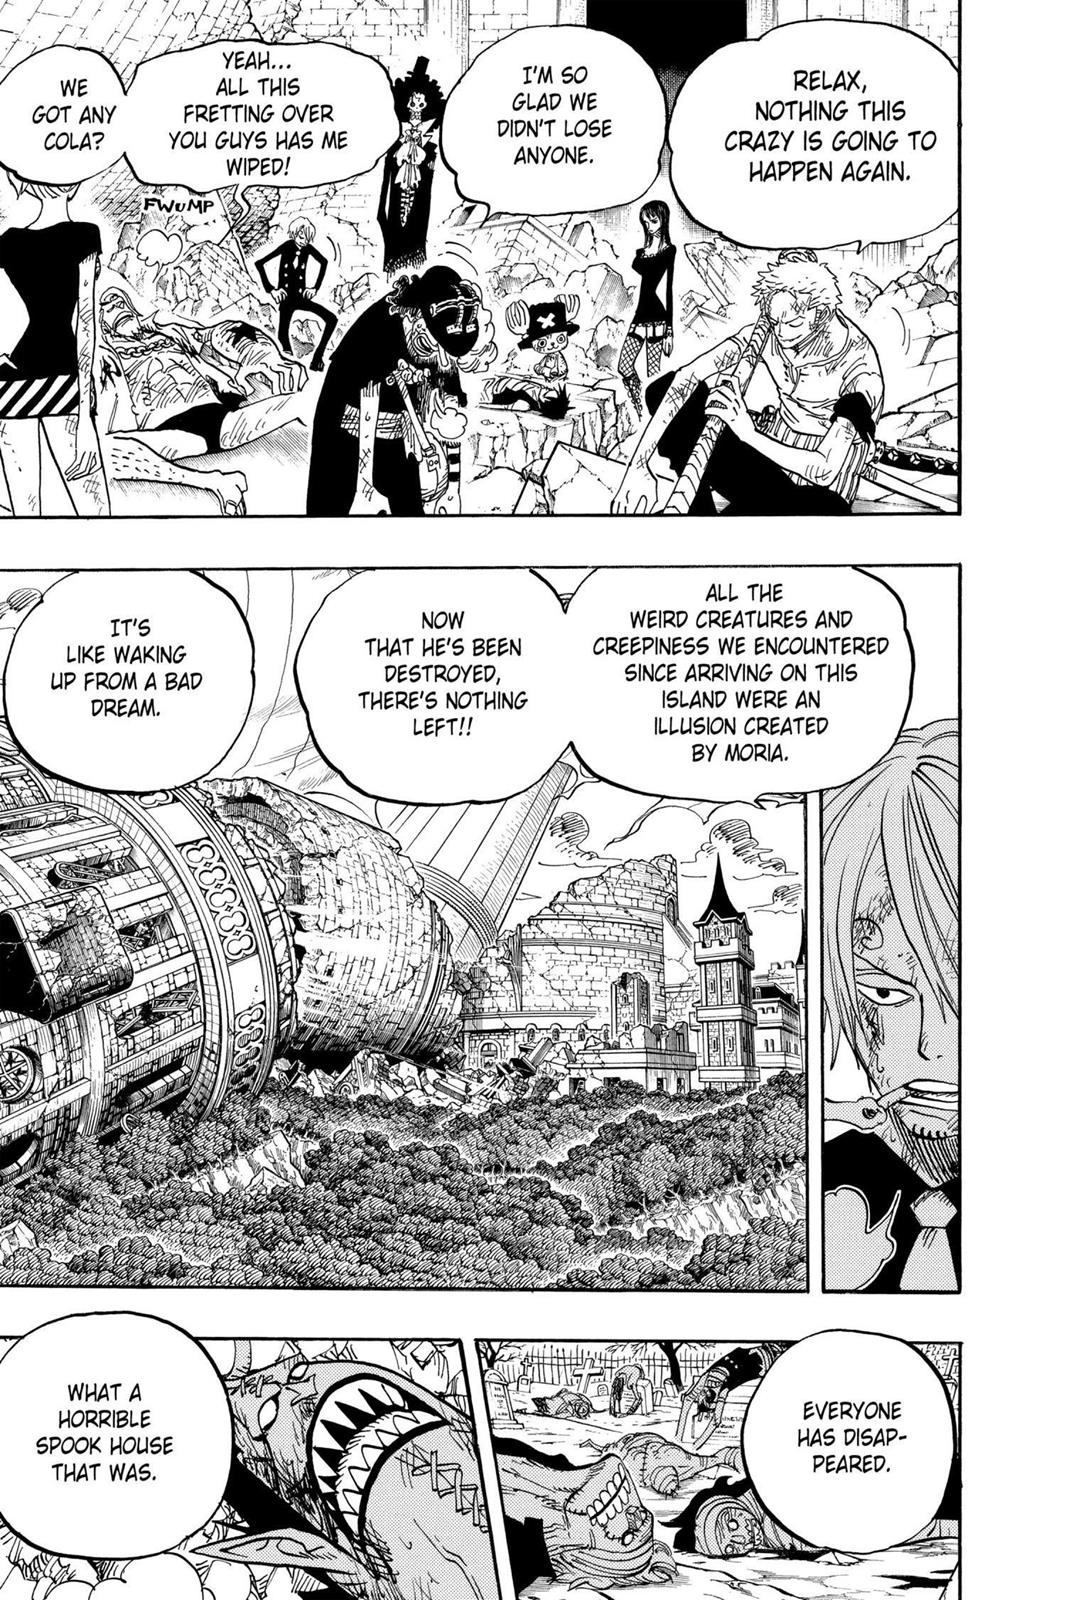 RELAX,
NOTHING THIS
CRAZY IS GOING TO
HAPPEN AGAIN.
I'M SO
GLAD WE
DIDN'T LOSE
ANYONE.
YEAH...
ALL THIS
FRETTING OVER
YOU GUYS HAS ME
WIPED!
WE
GOT ANY
COLA?
FWUMP
ALL THE
WEIRD CREATURES AND
CREEPINESS WE ENCOUNTERED
SINCE ARRIVING ON THIS
ISLAND WERE AN
ILLUSION CREATED
BY MORIA.
NOW
THAT HE'S BEEN
DESTROYED,
THERE'S NOTHING
LEFT!!
IT'S
LIKE WAKING
UP FROM A BAD
DREAM.
EVERYONE
HAS DISAP-
PEARED.
WHAT A
HORRIBLE
SPOOK HOUSE
THAT WAS.